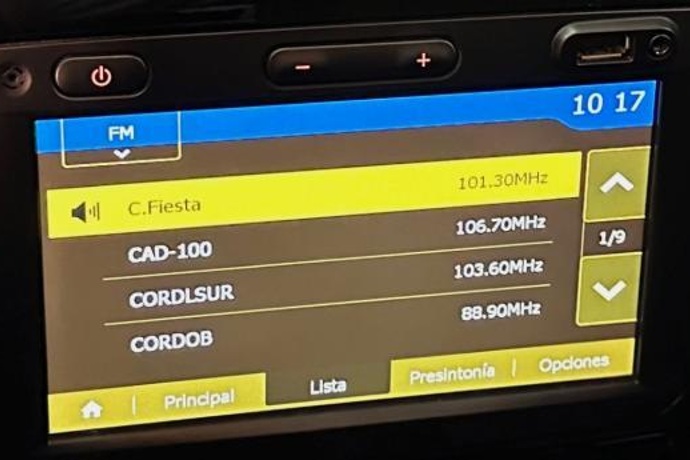 10 17
FM
C.Fiesta 101.30MHz
CAD-100 106.70MHz
1/9
CORDLSUR 103.60MHz
CORDOB 88.90MHz
Principal | Lista Presintonía | Opciones